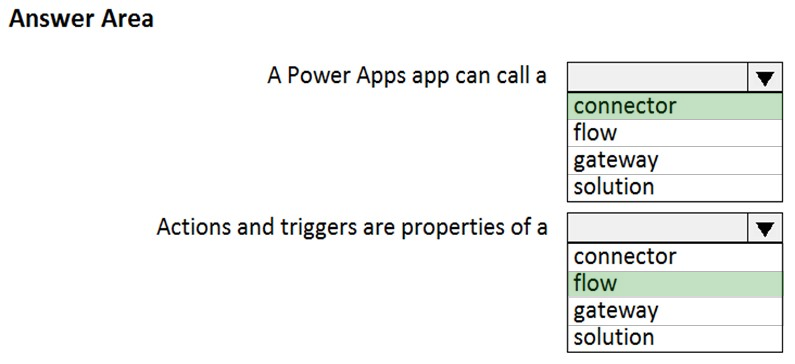 Answer Area
A Power Apps app can call a
connector
flow
gateway
solution
Actions and triggers are properties of a
connector
flow
gateway
solution